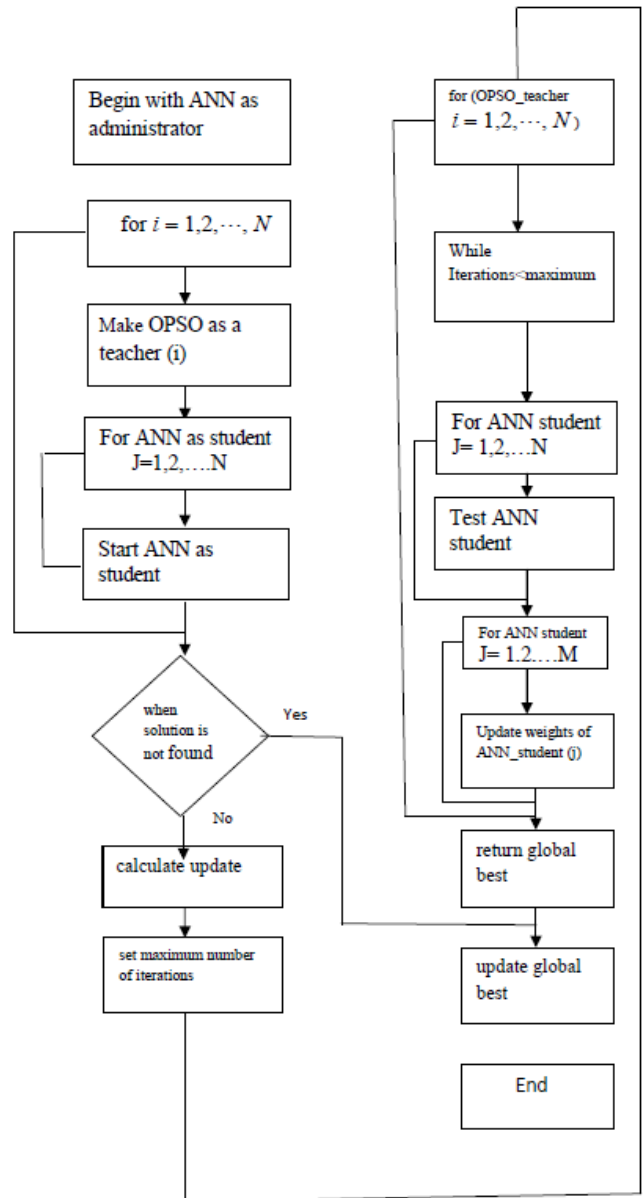 Begin with ANN as
administrator
for i = 1,2,⋯, N
Make OPSO as a
teacher (i)
For ANN as student
J=1,2,….N
Start ANN as
student
when
solution is
not found
Yes
No
calculate update
set maximum number
of iterations
for (OPSO_teacher
i = 1,2,⋯, N )
While
Iterations<maximum
For ANN student
J= 1,2,…N
Test ANN
student
For ANN student
J= 1.2.…M
Update weights of
ANN_student (j)
return global
best
update global
best
End